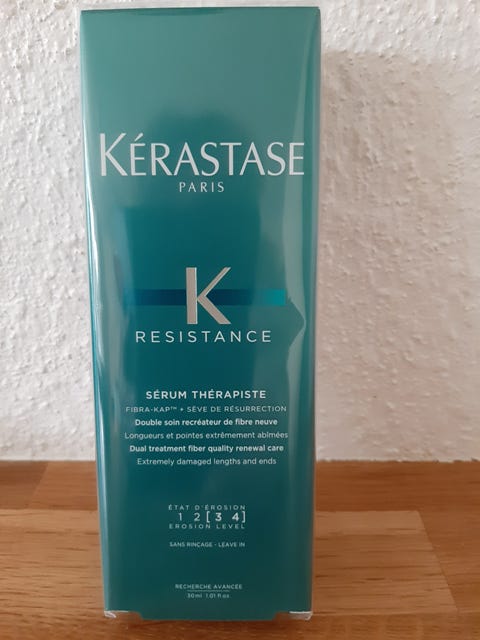 KÉRASTASE
PARIS
K
RESISTANCE
SÉRUM THÉRAPISTE
FIBRA-KAP™ + SÈVE DE RÉSURRECTION
Double soin recréateur de fibre neuve
Longueurs et pointes extrêmement abîmées
Dual treatment fiber quality renewal care
Extremely damaged lengths and ends
ÉTAT D'ÉROSION
1 2 [3 4]
EROSION LEVEL
SANS RINÇAGE - LEAVE IN
RECHERCHE AVANCÉE
30ml 1.01 fl oz